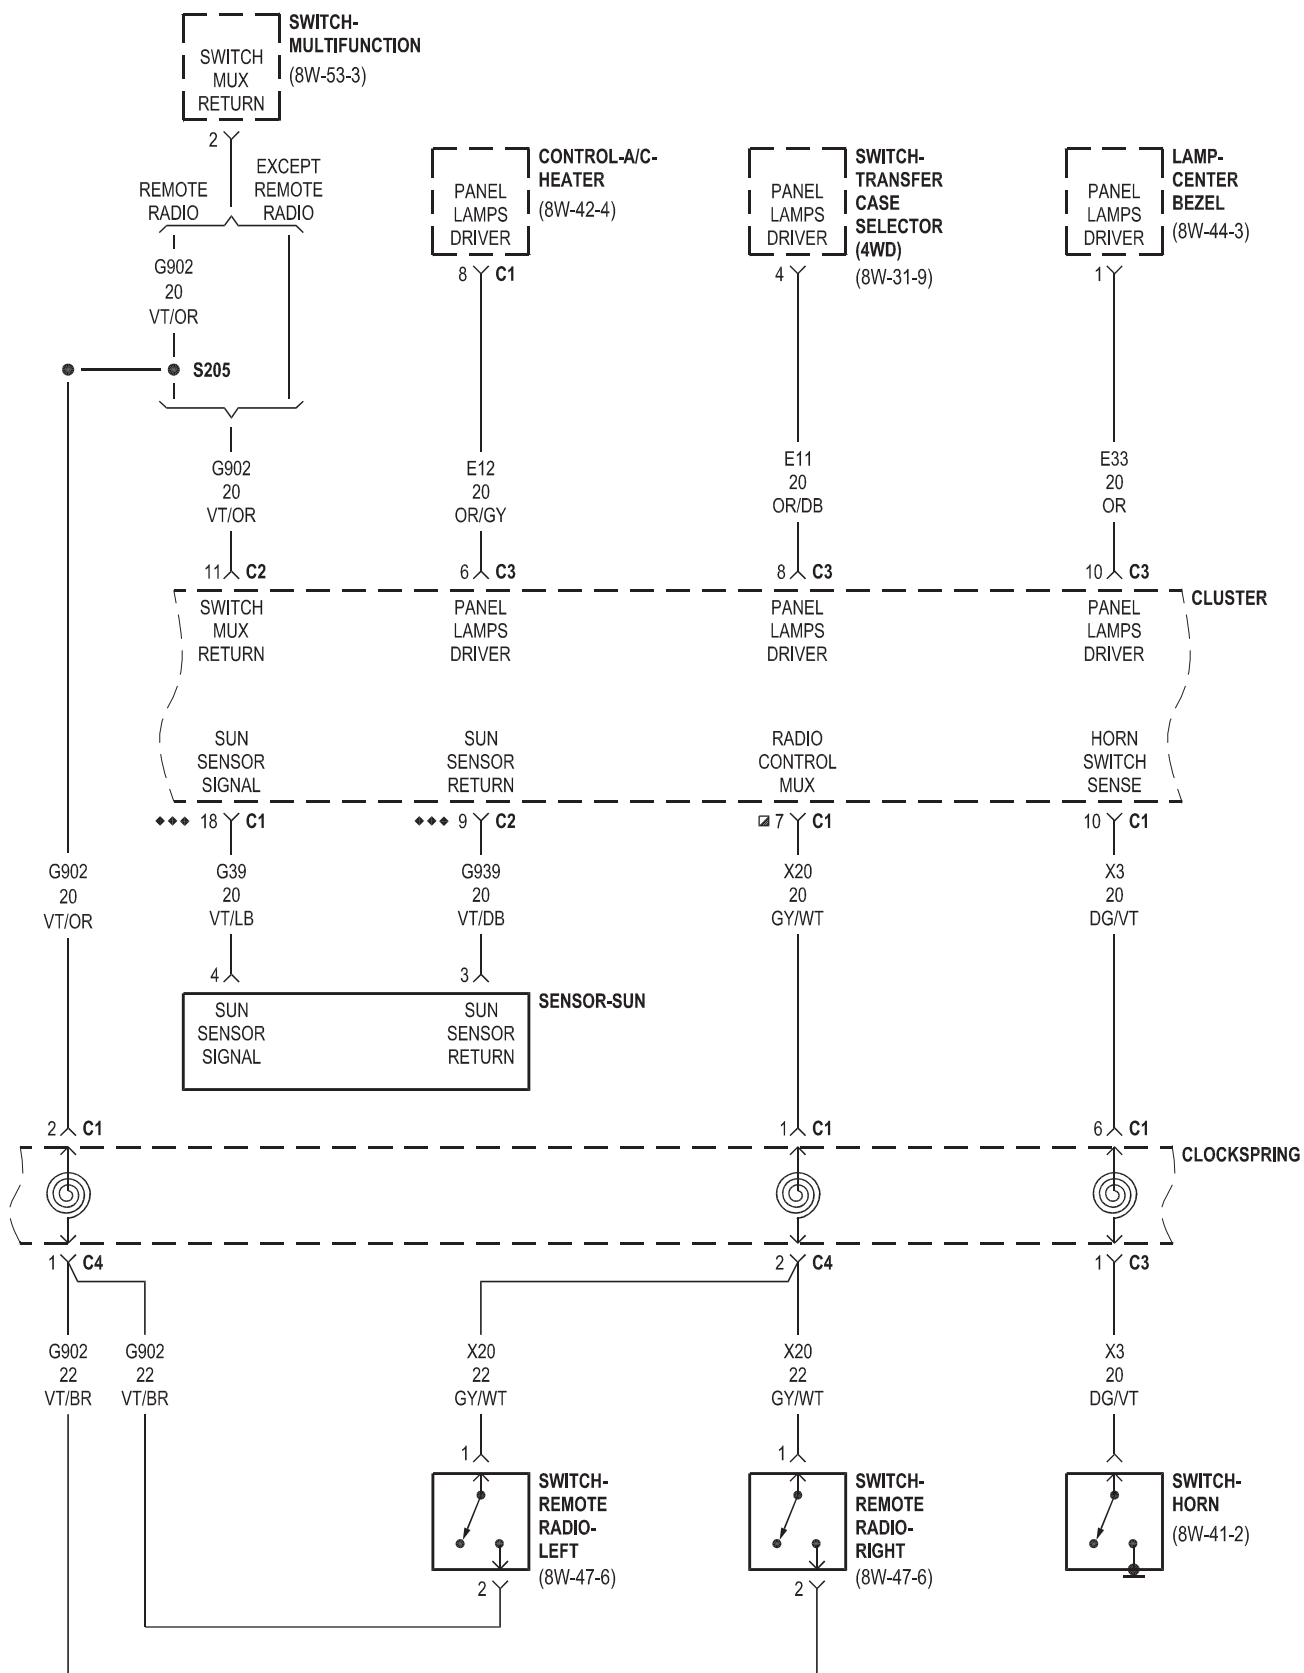 SWITCH-
MULTIFUNCTION
(8W-53-3)
SWITCH
MUX
RETURN
2
REMOTE
RADIO
EXCEPT
REMOTE
RADIO
G902
20
VT/OR
S205
G902
20
VT/OR
11 C2
CONTROL-A/C-
HEATER
(8W-42-4)
PANEL
LAMPS
DRIVER
8 C1
E12
20
OR/GY
6 C3
SWITCH-
TRANSFER
CASE
SELECTOR
(4WD)
(8W-31-9)
PANEL
LAMPS
DRIVER
4
E11
20
OR/DB
8 C3
LAMP-
CENTER
BEZEL
(8W-44-3)
PANEL
LAMPS
DRIVER
1
E33
20
OR
10 C3
CLUSTER
SWITCH
MUX
RETURN
PANEL
LAMPS
DRIVER
PANEL
LAMPS
DRIVER
PANEL
LAMPS
DRIVER
SUN
SENSOR
SIGNAL
SUN
SENSOR
RETURN
RADIO
CONTROL
MUX
HORN
SWITCH
SENSE
18 C1
9 C2
7 C1
10 C1
G902
20
VT/OR
G39
20
VT/LB
G939
20
VT/DB
X20
20
GY/WT
X3
20
DG/VT
4
3
SENSOR-SUN
SUN
SENSOR
SIGNAL
SUN
SENSOR
RETURN
2 C1
1 C1
6 C1
CLOCKSPRING
1 C4
2 C4
1 C3
G902
22
VT/BR
G902
22
VT/BR
X20
22
GY/WT
X20
22
GY/WT
X3
20
DG/VT
1
1
SWITCH-
REMOTE
RADIO-
LEFT
(8W-47-6)
SWITCH-
REMOTE
RADIO-
RIGHT
(8W-47-6)
SWITCH-
HORN
(8W-41-2)
2
2